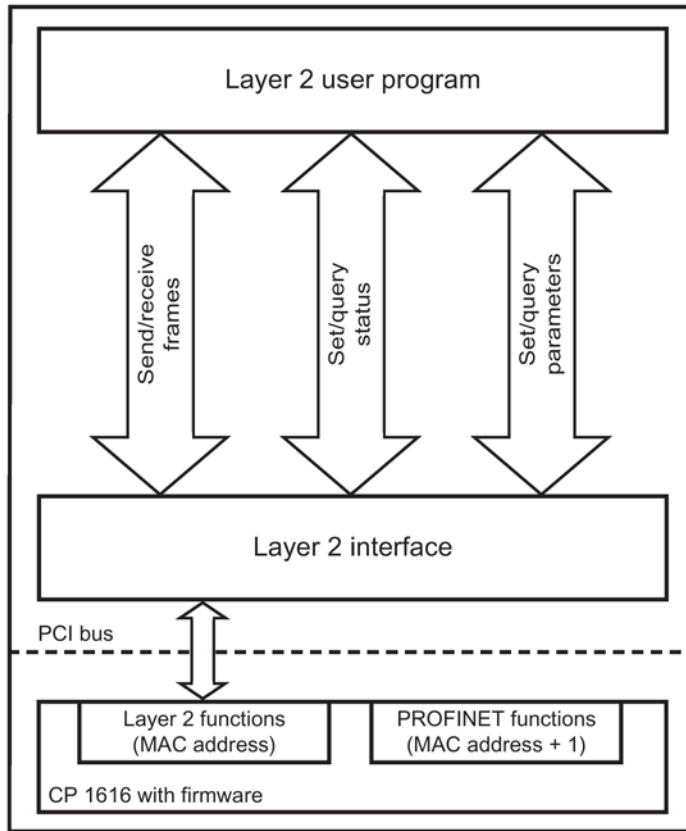 Layer 2 user program
Send/receive
frames
Set/query
status
Set/query
parameters
Layer 2 interface
PCI bus
Layer 2 functions
(MAC address)
PROFINET functions
(MAC address + 1)
CP 1616 with firmware